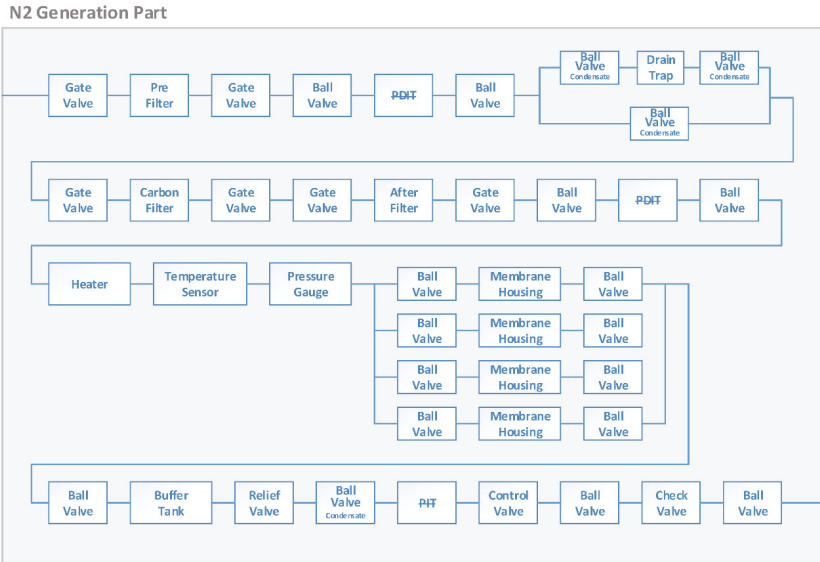 N2 Generation Part
Gate
Valve
Pre
Filter
Gate
Valve
Ball
Valve
PDIT
Ball
Valve
Ball
Valve
Condensate
Drain
Trap
Ball
Valve
Condensate
Ball
Valve
Condensate
Gate
Valve
Carbon
Filter
Gate
Valve
Gate
Valve
After
Filter
Gate
Valve
Ball
Valve
PDIT
Ball
Valve
Heater
Temperature
Sensor
Pressure
Gauge
Ball
Valve
Membrane
Housing
Ball
Valve
Ball
Valve
Membrane
Housing
Ball
Valve
Ball
Valve
Membrane
Housing
Ball
Valve
Ball
Valve
Membrane
Housing
Ball
Valve
Ball
Valve
Buffer
Tank
Relief
Valve
Ball
Valve
Condensate
PIT
Control
Valve
Ball
Valve
Check
Valve
Ball
Valve